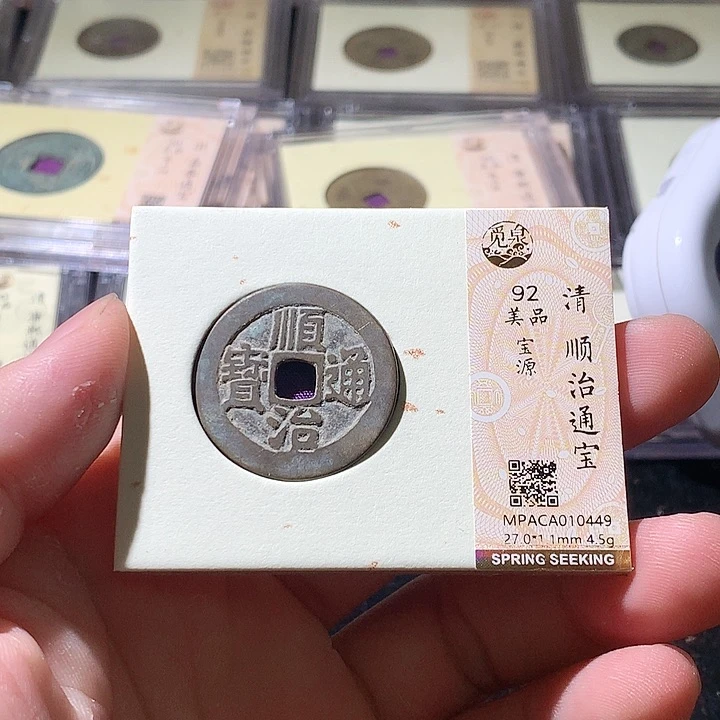 順治通寶
觅泉
92
美品
宝源
清 顺治通宝
MPACA010449
27.0*1.1mm 4.5g
SPRING SEEKING